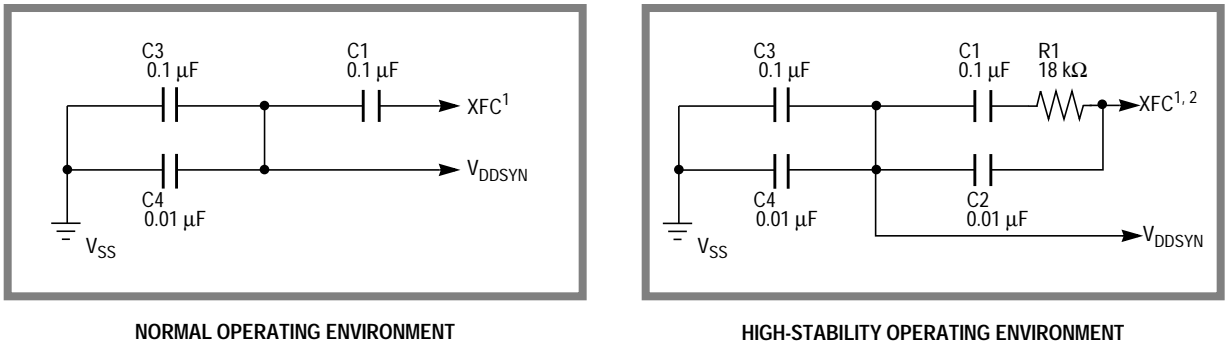 C3
0.1 μF
C1
0.1 μF
XFC1
VDDSYN
C4
0.01 μF
VSS
NORMAL OPERATING ENVIRONMENT
C3
0.1 μF
C1
0.1 μF
R1
18 kΩ
XFC1, 2
C4
0.01 μF
C2
0.01 μF
VDDSYN
VSS
HIGH-STABILITY OPERATING ENVIRONMENT